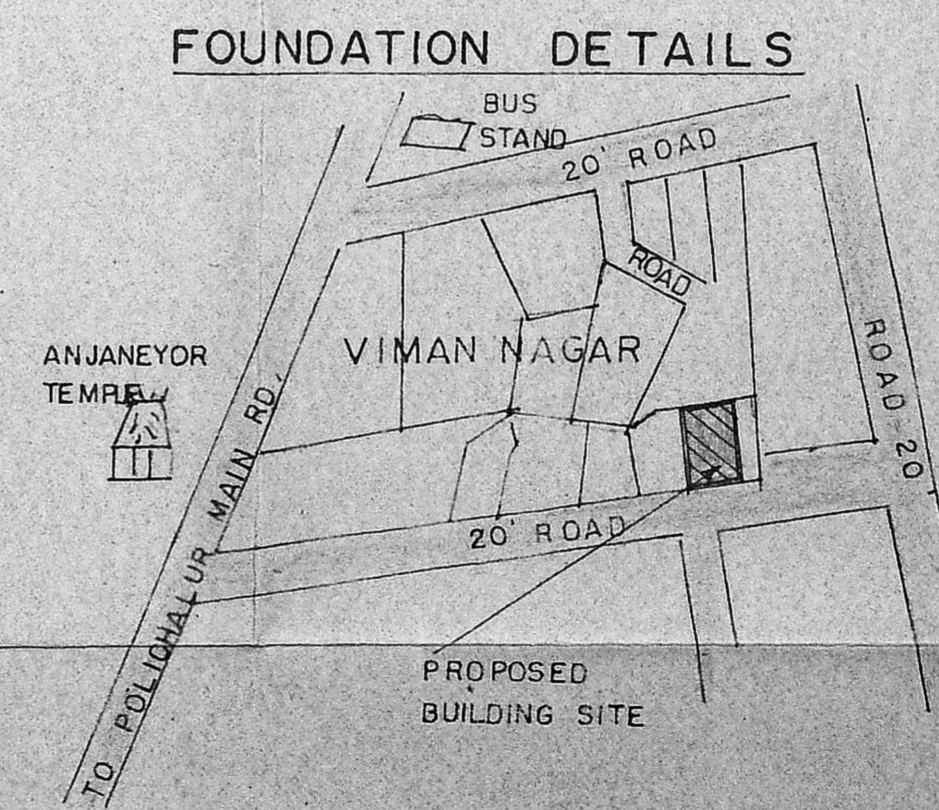 FOUNDATION DETAILS
BUS
STAND
20' ROAD
ROAD
VIMAN NAGAR
ANJANEYOR
TEMPLE
ROAD 20
20' ROAD
TO POLICHALUR MAIN RD.
PROPOSED
BUILDING SITE